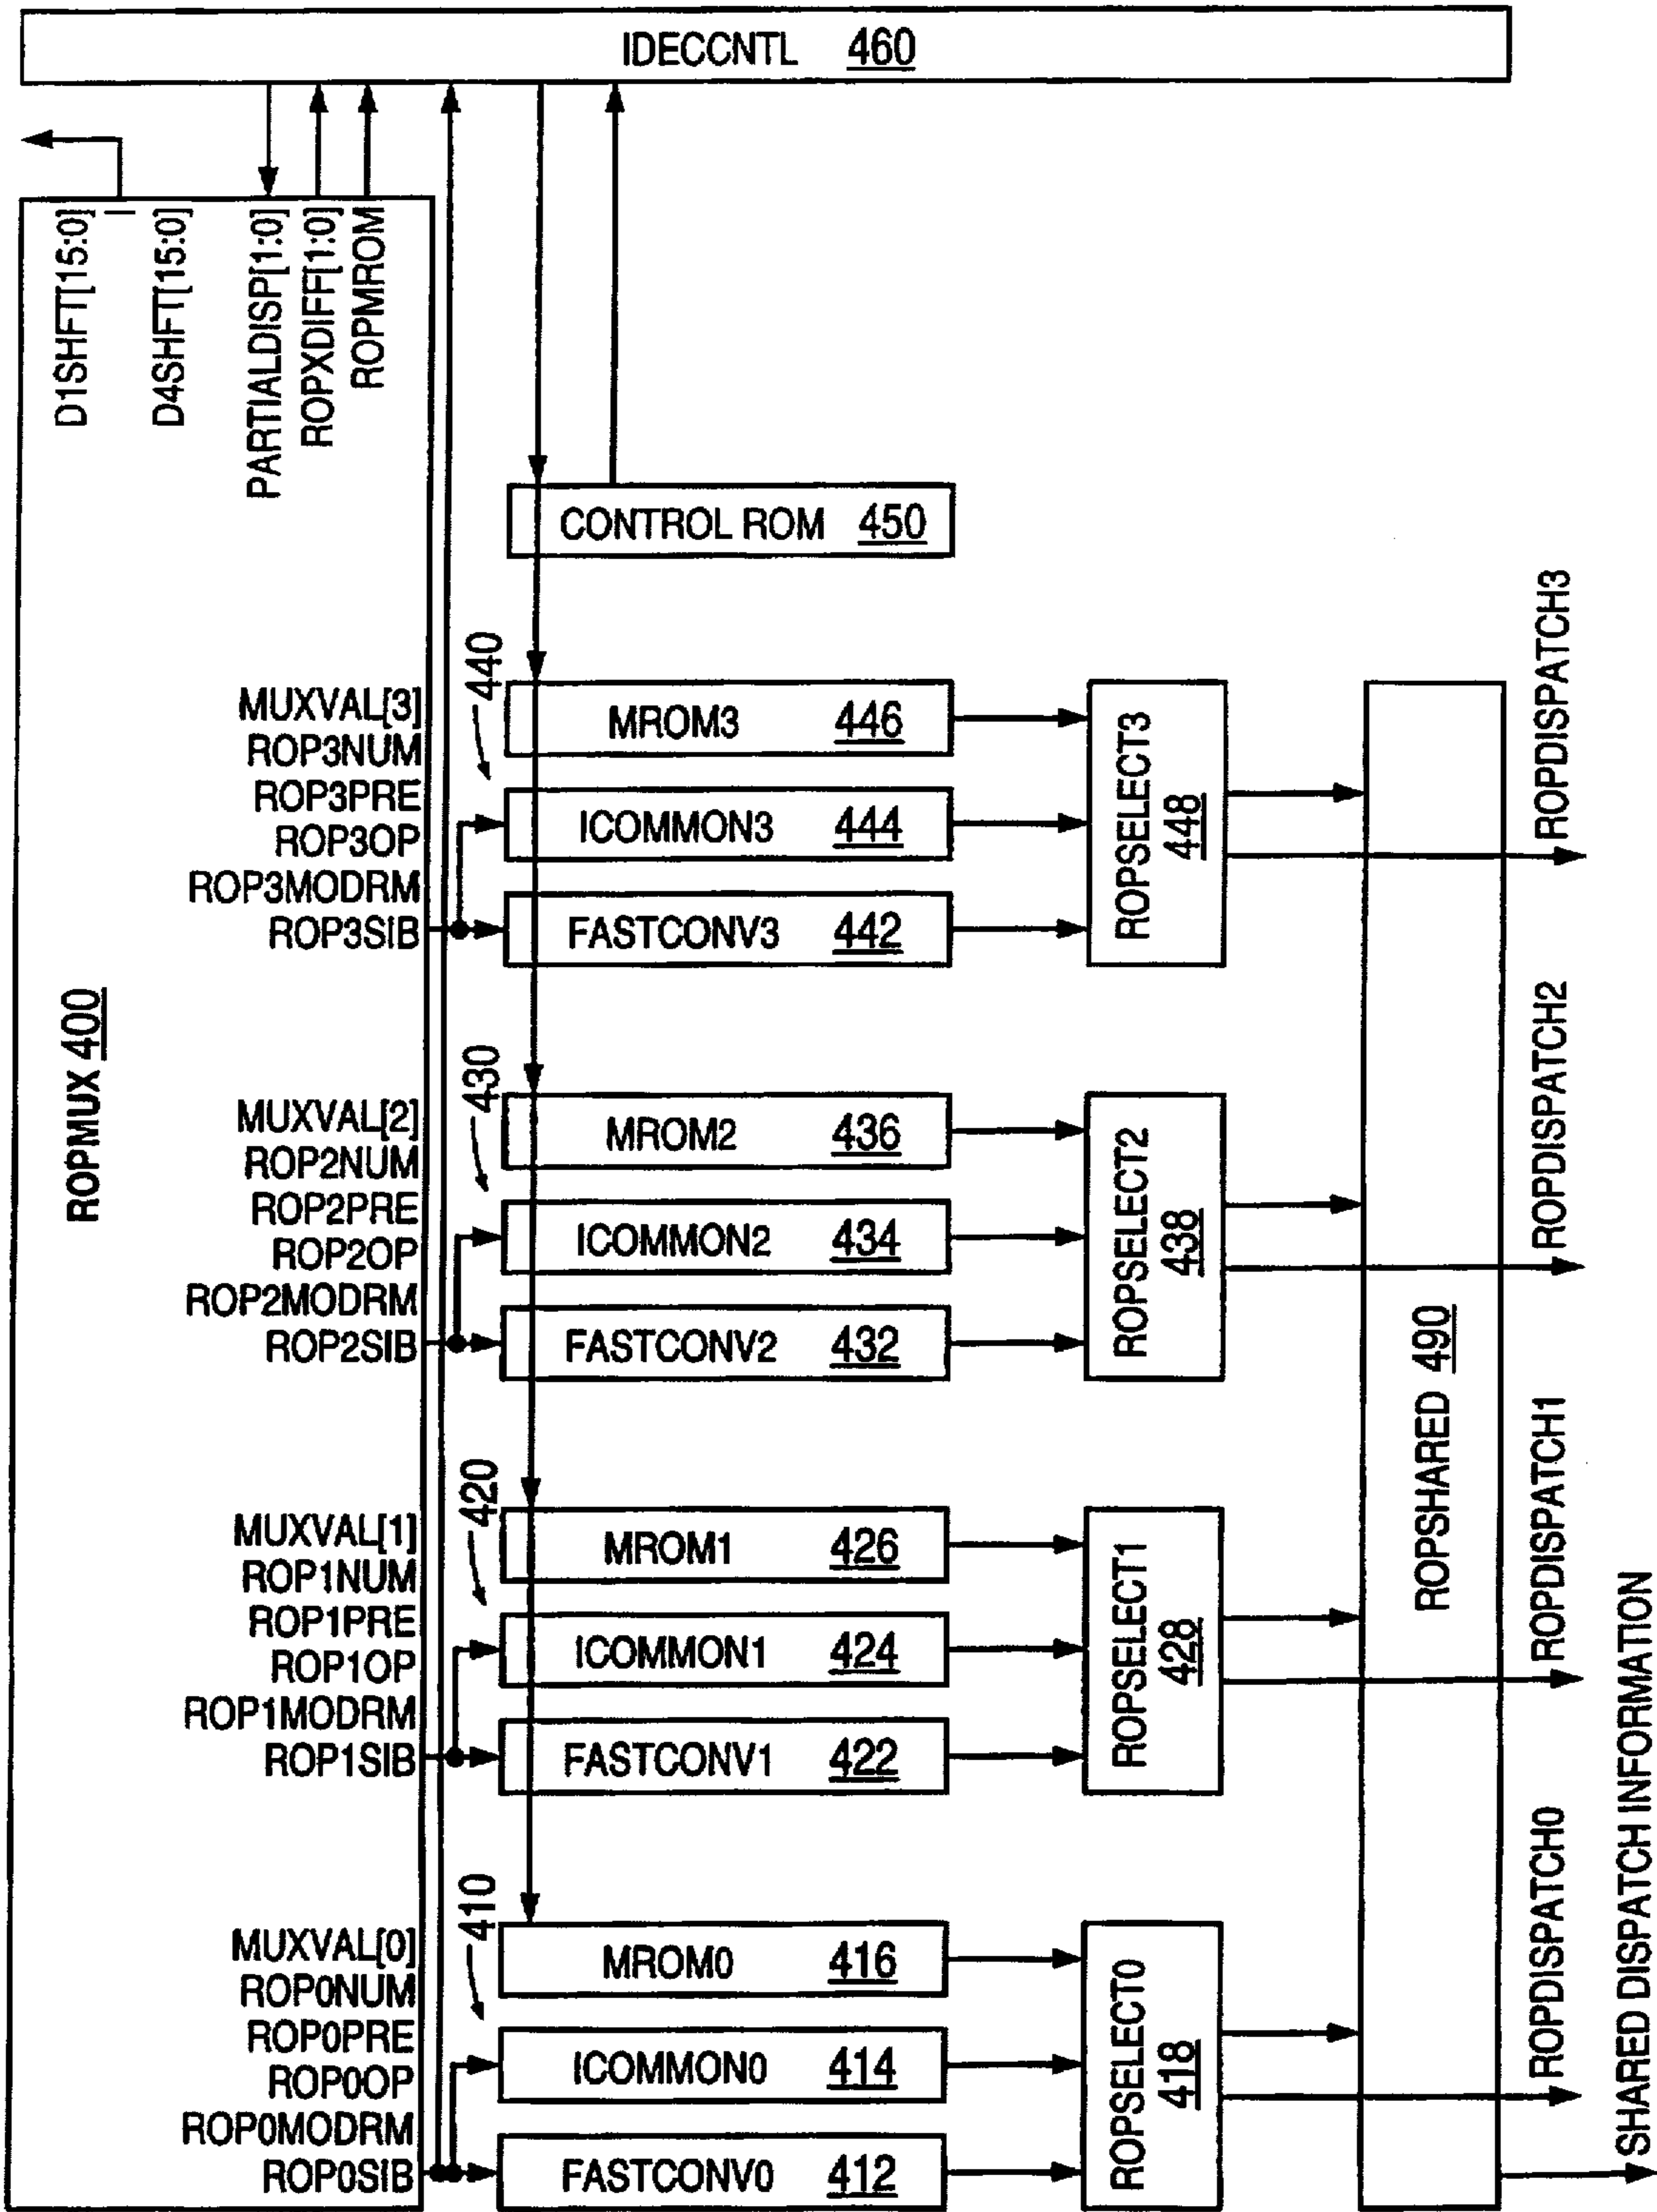 IDECCNTL 460
D1SHFT[15:0]
|
D4SHFT[15:0]
PARTIALDISP[1:0]
ROPXDIFF[1:0]
ROPMROM
ROPMUX 400
CONTROL ROM 450
MUXVAL[3]
ROP3NUM
ROP3PRE
ROP3OP
ROP3MODRM
ROP3SIB
440
MROM3 446
ICOMMON3 444
FASTCONV3 442
ROPSELECT3
448
ROPDISPATCH3
MUXVAL[2]
ROP2NUM
ROP2PRE
ROP2OP
ROP2MODRM
ROP2SIB
430
MROM2 436
ICOMMON2 434
FASTCONV2 432
ROPSELECT2
438
ROPDISPATCH2
MUXVAL[1]
ROP1NUM
ROP1PRE
ROP1OP
ROP1MODRM
ROP1SIB
420
MROM1 426
ICOMMON1 424
FASTCONV1 422
ROPSELECT1
428
ROPSHARED 490
ROPDISPATCH1
MUXVAL[0]
ROP0NUM
ROP0PRE
ROP0OP
ROP0MODRM
ROP0SIB
410
MROM0 416
ICOMMON0 414
FASTCONV0 412
ROPSELECT0
418
ROPDISPATCH0
SHARED DISPATCH INFORMATION